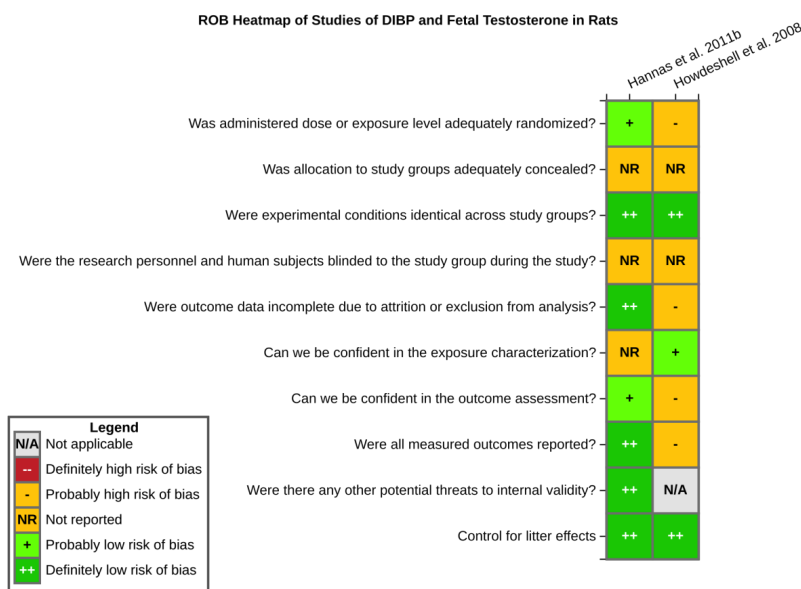 ROB Heatmap of Studies of DIBP and Fetal Testosterone in Rats
Hannas et al. 2011b
Howdeshell et al. 2008
Was administered dose or exposure level adequately randomized? + -
Was allocation to study groups adequately concealed? NR NR
Were experimental conditions identical across study groups? ++ ++
Were the research personnel and human subjects blinded to the study group during the study? NR NR
Were outcome data incomplete due to attrition or exclusion from analysis? ++ -
Can we be confident in the exposure characterization? NR +
Can we be confident in the outcome assessment? + -
Were all measured outcomes reported? ++ -
Were there any other potential threats to internal validity? ++ N/A
Control for litter effects ++ ++
Legend
N/A Not applicable
-- Definitely high risk of bias
- Probably high risk of bias
NR Not reported
+ Probably low risk of bias
++ Definitely low risk of bias